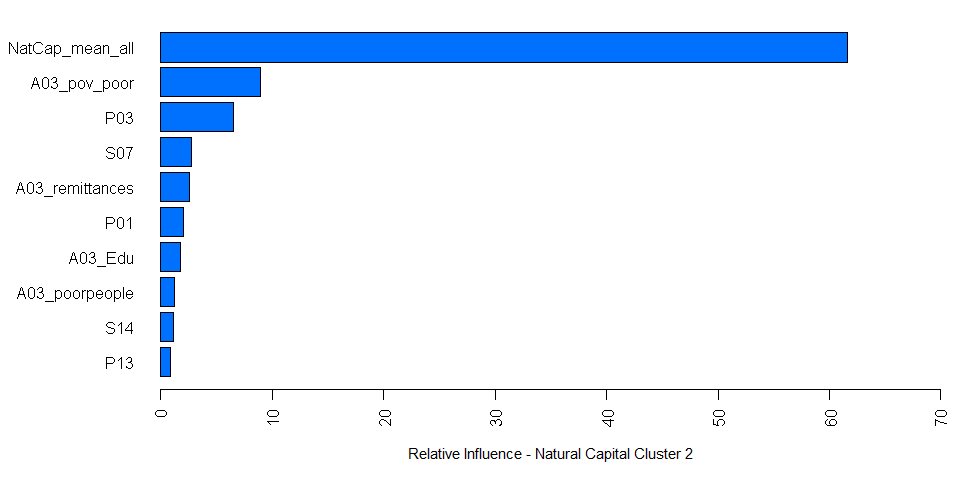 NatCap_mean_all
A03_pov_poor
P03
S07
A03_remittances
P01
A03_Edu
A03_poorpeople
S14
P13
0 10 20 30 40 50 60 70
Relative Influence - Natural Capital Cluster 2